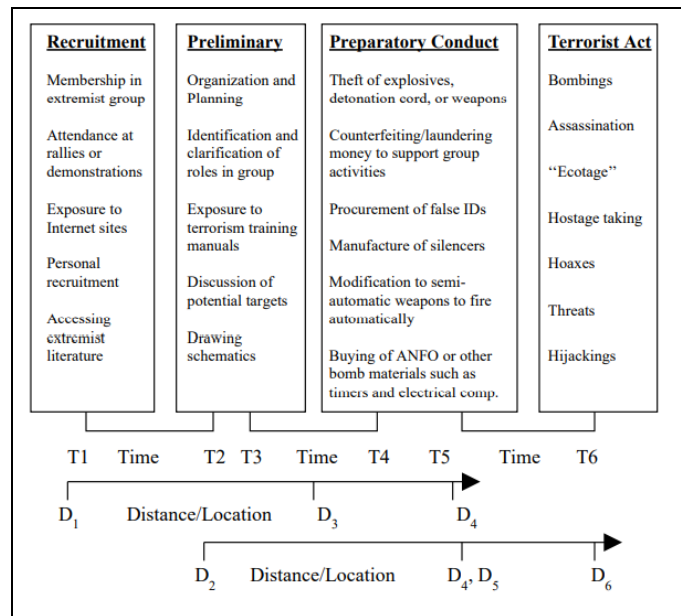 Recruitment
Membership in
extremist group
Attendance at
rallies or
demonstrations
Exposure to
Internet sites
Personal
recruitment
Accessing
extremist
literature
Preliminary
Organization and
Planning
Identification and
clarification of
roles in group
Exposure to
terrorism training
manuals
Discussion of
potential targets
Drawing
schematics
Preparatory Conduct
Theft of explosives,
detonation cord, or weapons
Counterfeiting/laundering
money to support group
activities
Procurement of false IDs
Manufacture of silencers
Modification to semi-
automatic weapons to fire
automatically
Buying of ANFO or other
bomb materials such as
timers and electrical comp.
Terrorist Act
Bombings
Assassination
“Ecotage”
Hostage taking
Hoaxes
Threats
Hijackings
T1 Time T2 T3 Time T4 T5 Time T6
D1 Distance/Location D3 D4
D2 Distance/Location D4, D5 D6